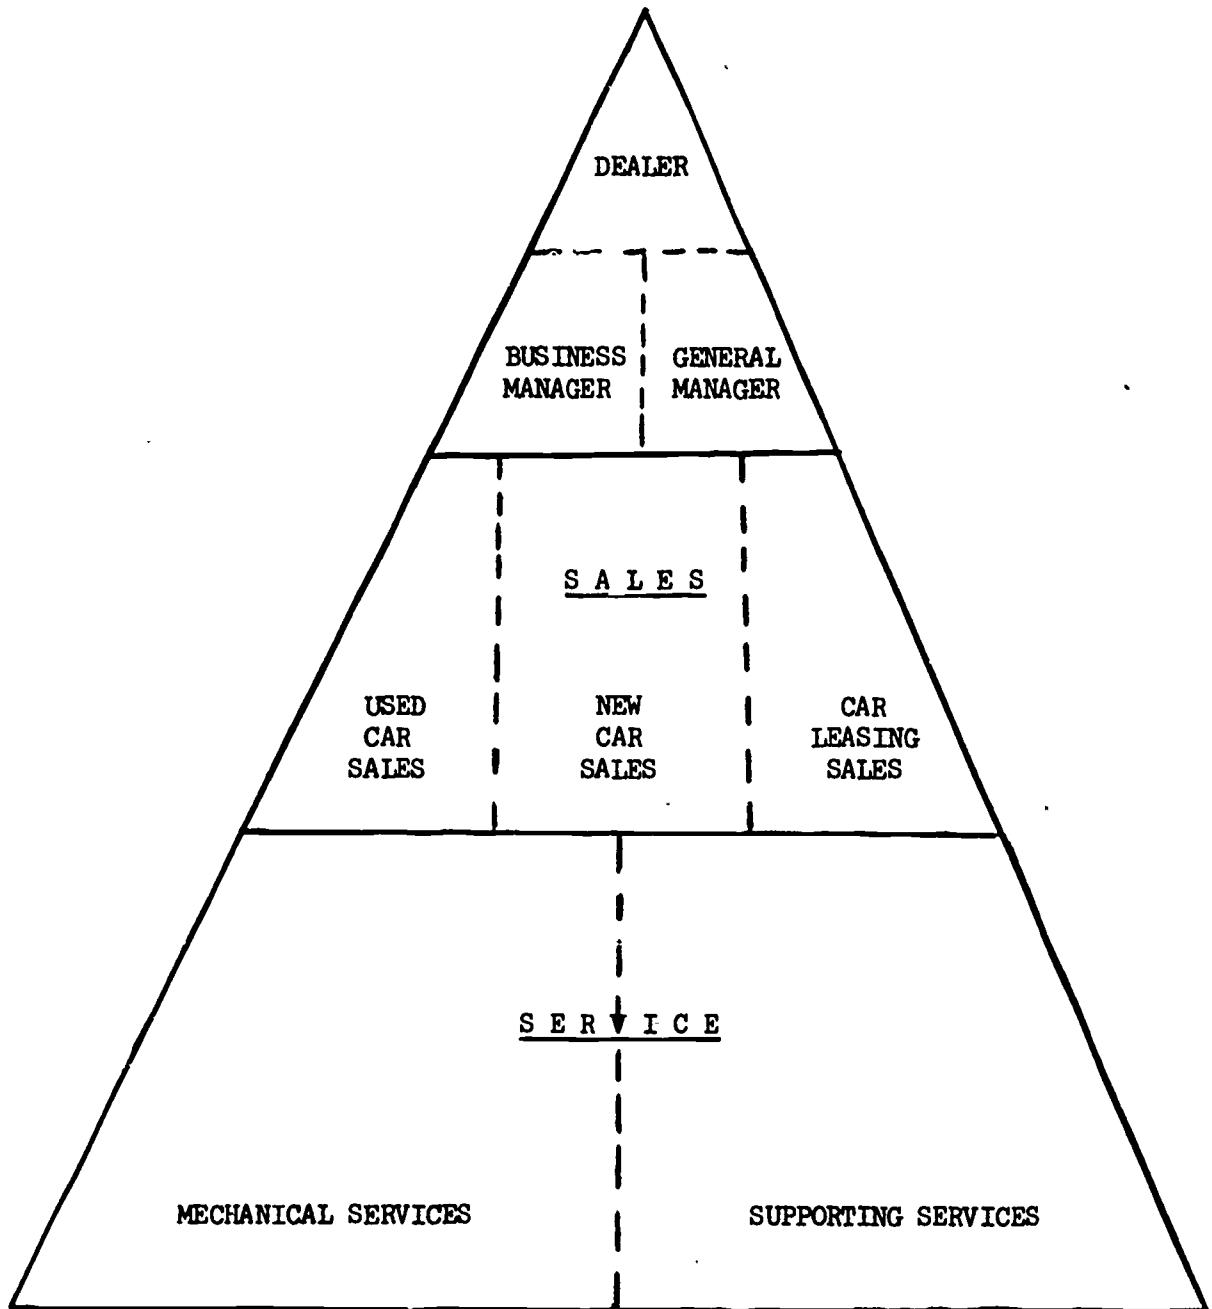 DEALER
BUSINESS
MANAGER
GENERAL
MANAGER
S A L E S
USED
CAR
SALES
NEW
CAR
SALES
CAR
LEASING
SALES
S E R V I C E
MECHANICAL SERVICES
SUPPORTING SERVICES